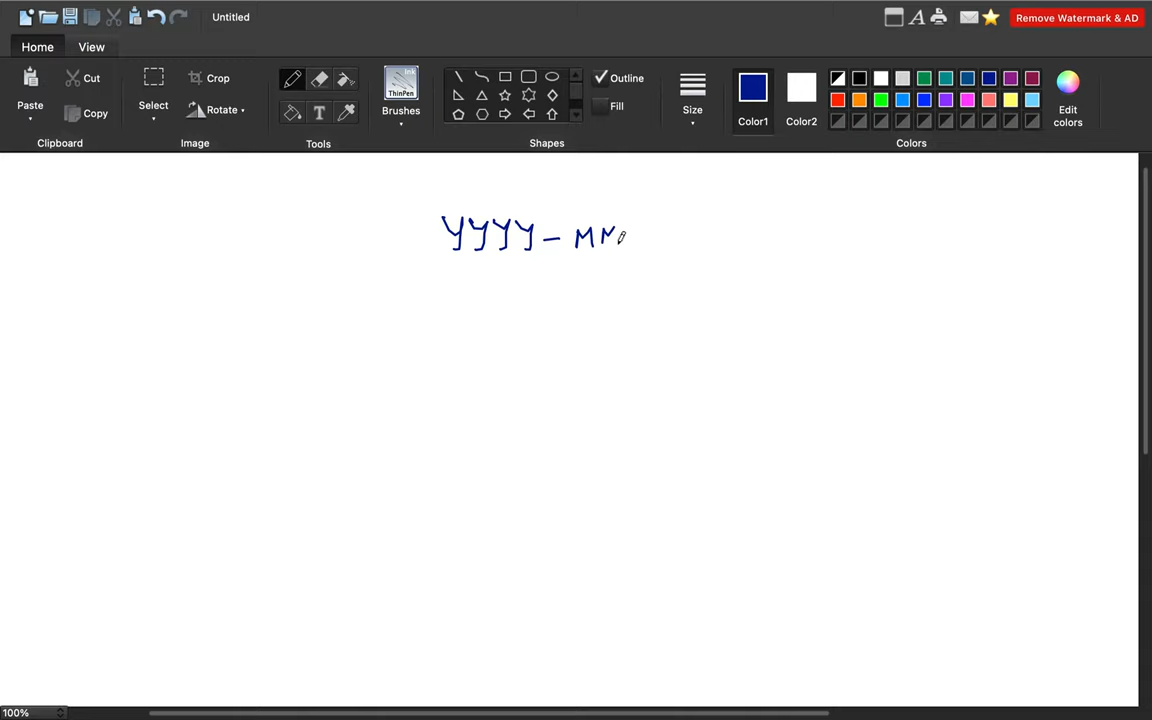 Untitled
Remove Watermark & AD
Home View
Paste Cut Copy Select Crop Rotate Brushes Outline Fill Size Color1 Color2 Edit colors
Ink
ThinPen
Clipboard Image Tools Shapes Colors
YYYY - MM
100%